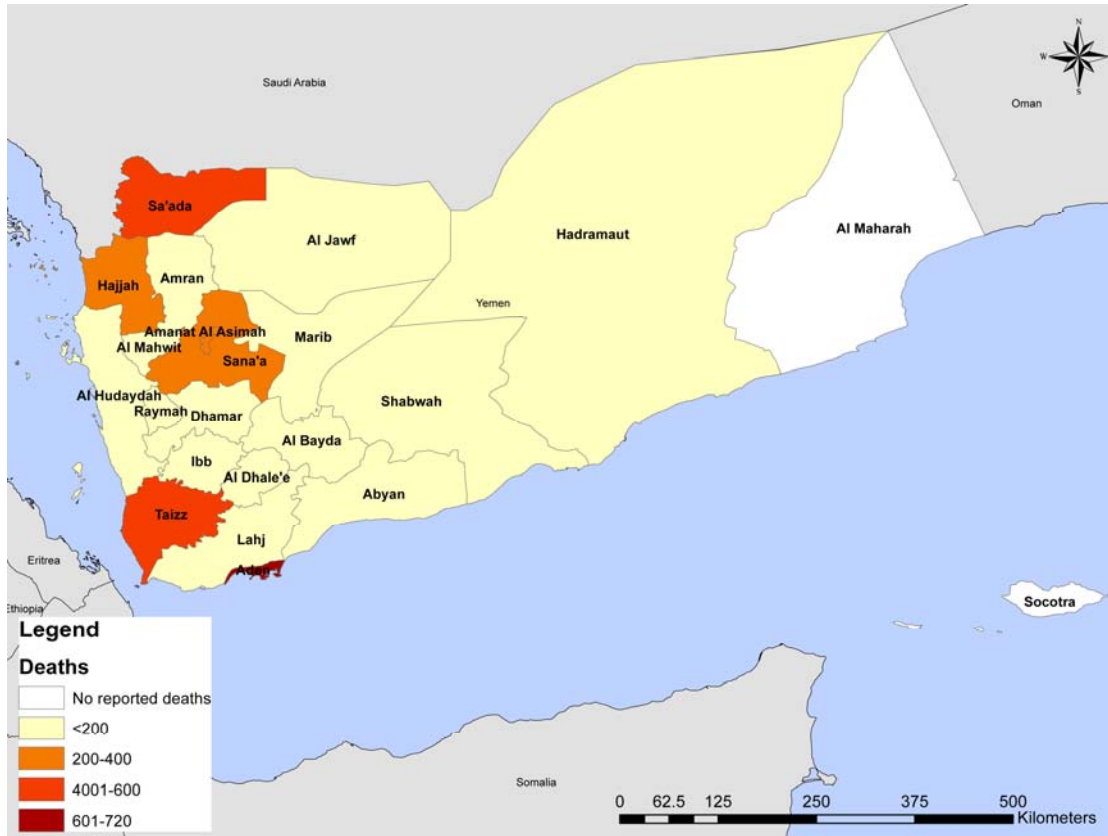 N
W E
S
Saudi Arabia
Oman
Sa'ada
Al Jawf
Hadramaut
Al Maharah
Hajjah
Amran
Yemen
Amanat Al Asimah
Marib
Al Mahwit
Sana'a
Al Hudaydah
Shabwah
Raymah
Dhamar
Al Bayda
Ibb
Al Dhale'e
Abyan
Taizz
Lahj
Aden
Eritrea
Ethiopia
Socotra
Legend
Deaths
No reported deaths
<200
200-400
4001-600
601-720
Somalia
0 62.5 125 250 375 500
Kilometers